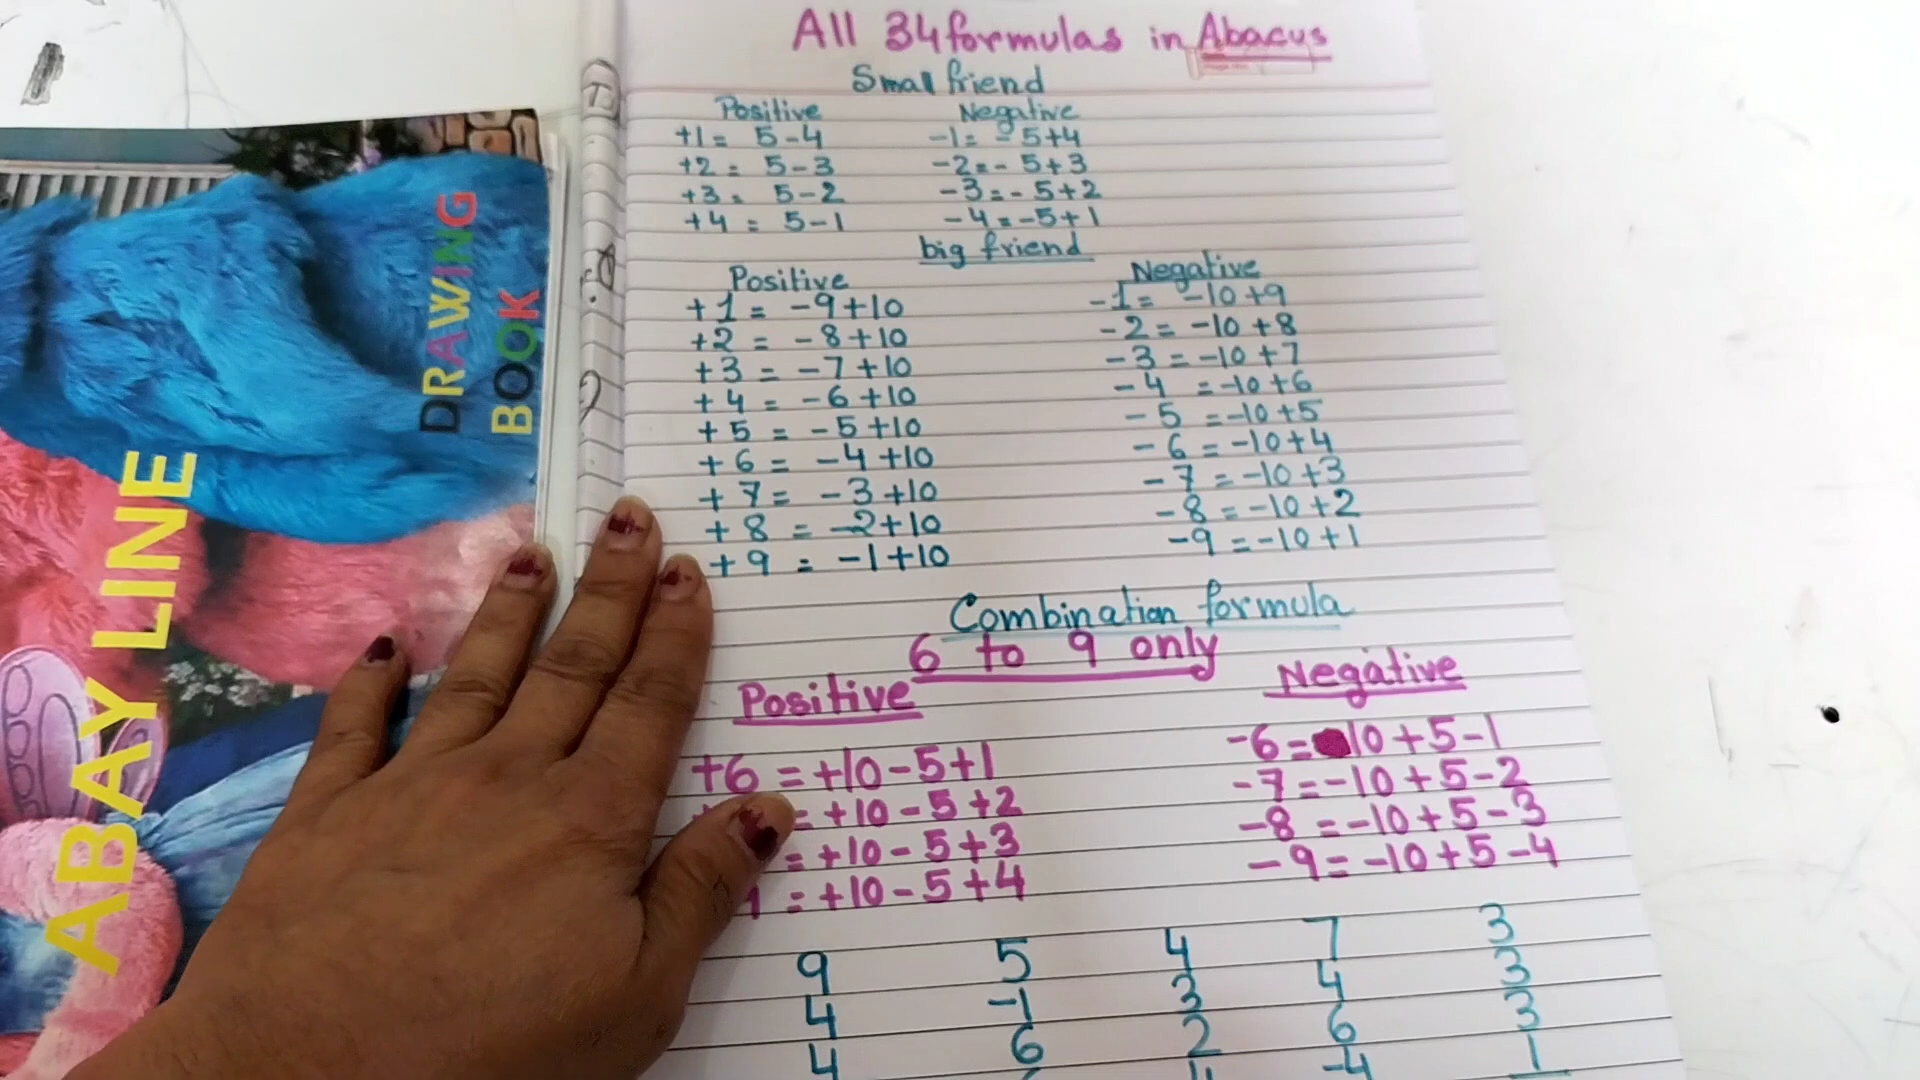 All 34 formulas in Abacus
Small friend
Positive Negative
+1 = 5-4 -1 = -5+4
+2 = 5-3 -2 = -5+3
+3 = 5-2 -3 = -5+2
+4 = 5-1 -4 = -5+1
big friend
Positive Negative
+1 = -9+10 -1 = -10+9
+2 = -8+10 -2 = -10+8
+3 = -7+10 -3 = -10+7
+4 = -6+10 -4 = -10+6
+5 = -5+10 -5 = -10+5
+6 = -4+10 -6 = -10+4
+7 = -3+10 -7 = -10+3
+8 = -2+10 -8 = -10+2
+9 = -1+10 -9 = -10+1
Combination formula
6 to 9 only
Positive Negative
+6 = +10-5+1 -6 = 10+5-1
= +10-5+2 -7 = -10+5-2
= +10-5+3 -8 = -10+5-3
= +10-5+4 -9 = -10+5-4
9 5 4 7 3
4 -1 3 4 3
4 6 2 6 3
-4 1
DRAWING
BOOK
ABAY LINE